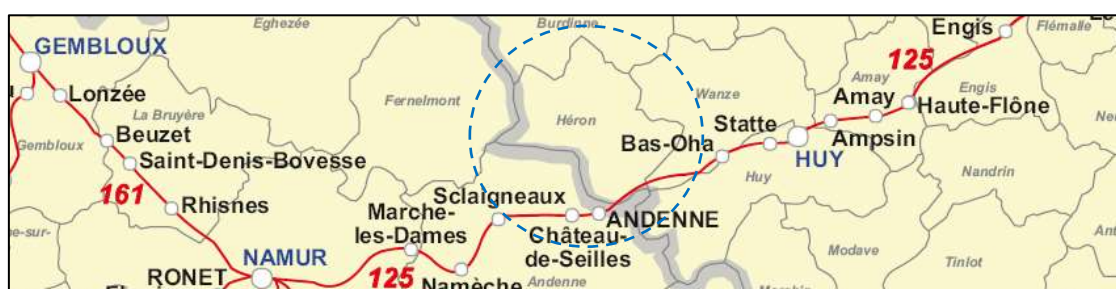 Eghezée
Burdinne
Flémalle
Engis
GEMBLOUX
125
Amay
Engis
Lonzée
La Bruyère
Fernelmont
Wanze
Amay
Haute-Flône
Héron
Statte
Beuzet
Gembloux
Bas-Oha
HUY
Ampsin
Saint-Denis-Bovesse
Nandrin
161
Huy
Rhisnes
Marche-
les-Dames
Sclaigneaux
ANDENNE
Château-
de-Seilles
Modave
Tinlot
NAMUR
RONET
125
Namèche
Andenne